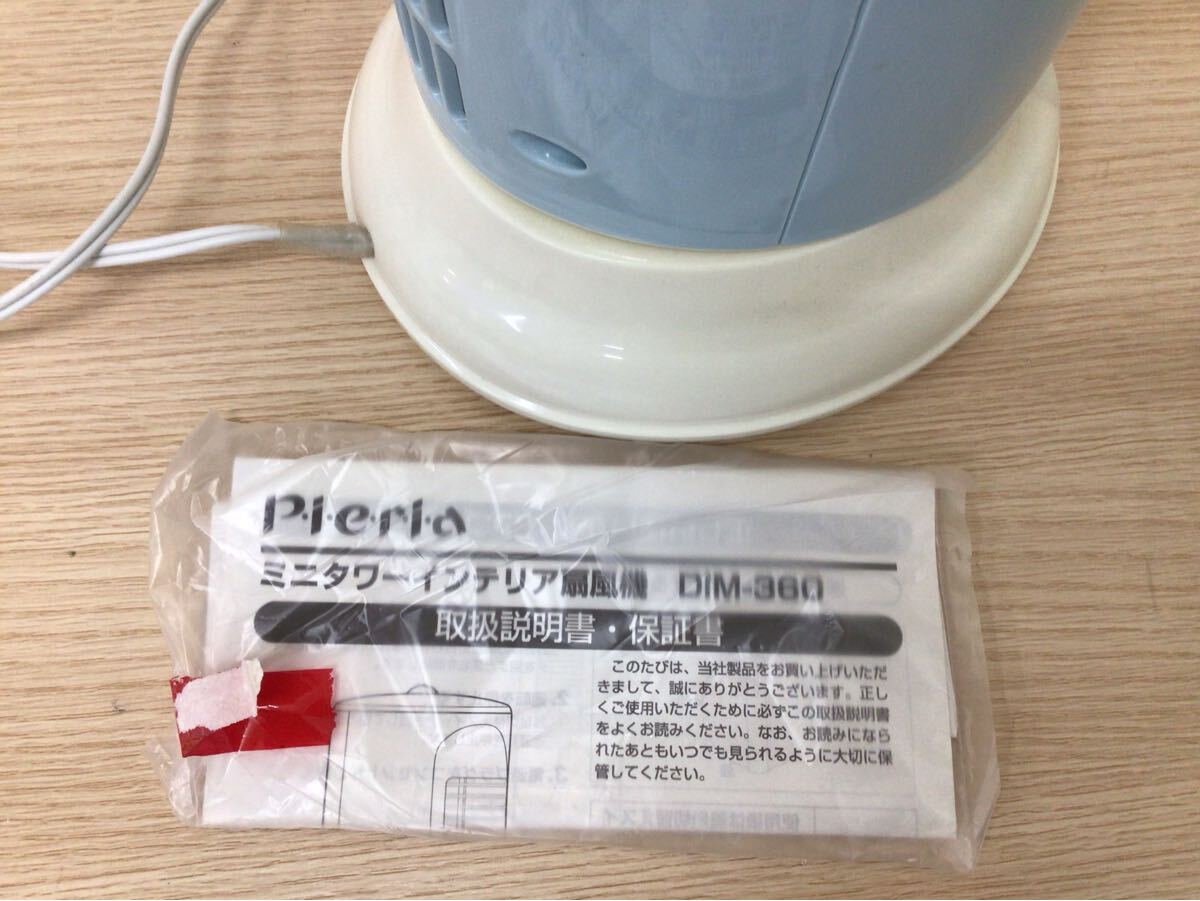 P·i·e·r·i·a
ミニタワーインテリア扇風機 DIM-360
取扱説明書・保証書
このたびは、当社製品をお買い上げいただ
きまして、誠にありがとうございます。正し
くご使用いただくために必ずこの取扱説明書
をよくお読みください。なお、お読みになら
れたあともいつでも見られるように大切に保
管してください。